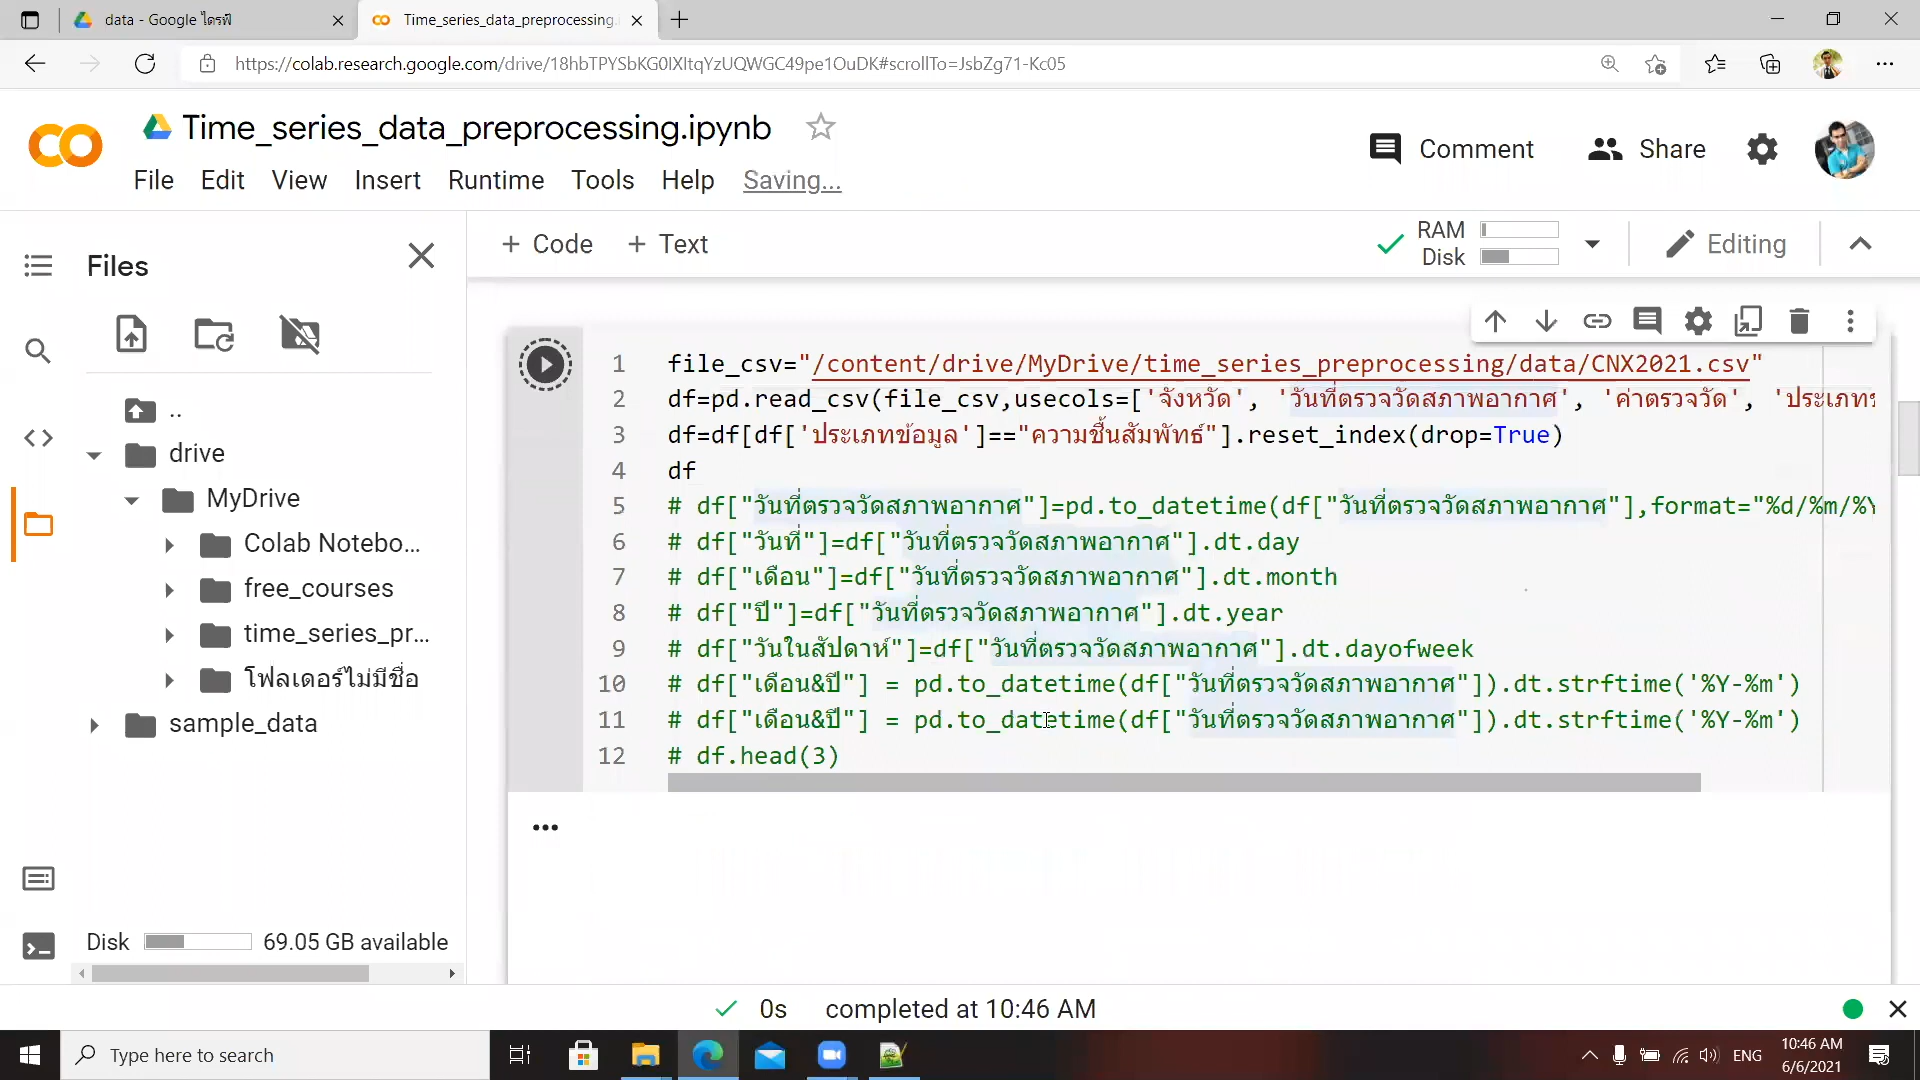 data - Google ไดรฟ์
Time_series_data_preprocessing.i
https://colab.research.google.com/drive/18hbTPYSbKG0IXItqYzUQWGC49pe1OuDK#scrollTo=JsbZg71-Kc05
Time_series_data_preprocessing.ipynb
Comment
Share
File Edit View Insert Runtime Tools Help Saving...
+ Code + Text
RAM
Disk
Editing
Files
..
drive
MyDrive
Colab Notebo...
free_courses
time_series_pr...
โฟลเดอร์ไม่มีชื่อ
sample_data
Disk 69.05 GB available
1 file_csv="/content/drive/MyDrive/time_series_preprocessing/data/CNX2021.csv"
2 df=pd.read_csv(file_csv,usecols=['จังหวัด', 'วันที่ตรวจวัดสภาพอากาศ', 'ค่าตรวจวัด', 'ประเภทข
3 df=df[df['ประเภทข้อมูล']=="ความชื้นสัมพัทธ์"].reset_index(drop=True)
4 df
5 # df["วันที่ตรวจวัดสภาพอากาศ"]=pd.to_datetime(df["วันที่ตรวจวัดสภาพอากาศ"],format="%d/%m/%Y
6 # df["วันที่"]=df["วันที่ตรวจวัดสภาพอากาศ"].dt.day
7 # df["เดือน"]=df["วันที่ตรวจวัดสภาพอากาศ"].dt.month
8 # df["ปี"]=df["วันที่ตรวจวัดสภาพอากาศ"].dt.year
9 # df["วันในสัปดาห์"]=df["วันที่ตรวจวัดสภาพอากาศ"].dt.dayofweek
10 # df["เดือน&ปี"] = pd.to_datetime(df["วันที่ตรวจวัดสภาพอากาศ"]).dt.strftime('%Y-%m')
11 # df["เดือน&ปี"] = pd.to_datetime(df["วันที่ตรวจวัดสภาพอากาศ"]).dt.strftime('%Y-%m')
12 # df.head(3)
0s completed at 10:46 AM
Type here to search
ENG
10:46 AM
6/6/2021